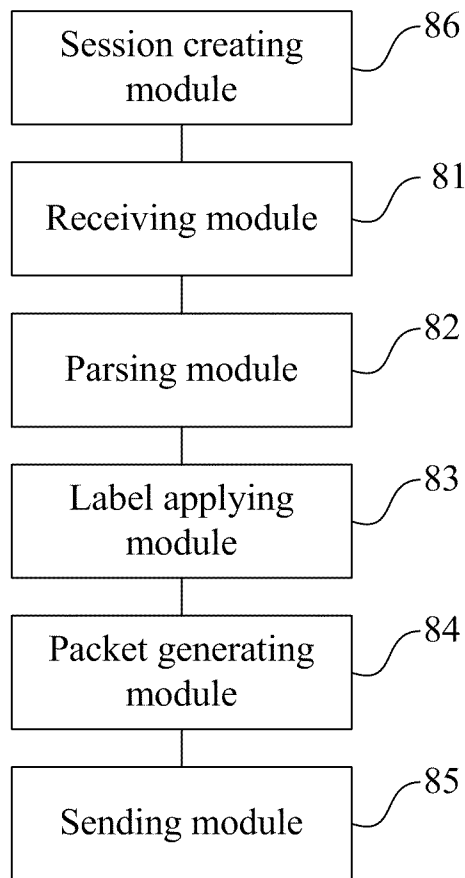 Session creating
module
86
Receiving module
81
Parsing module
82
Label applying
module
83
Packet generating
module
84
Sending module
85